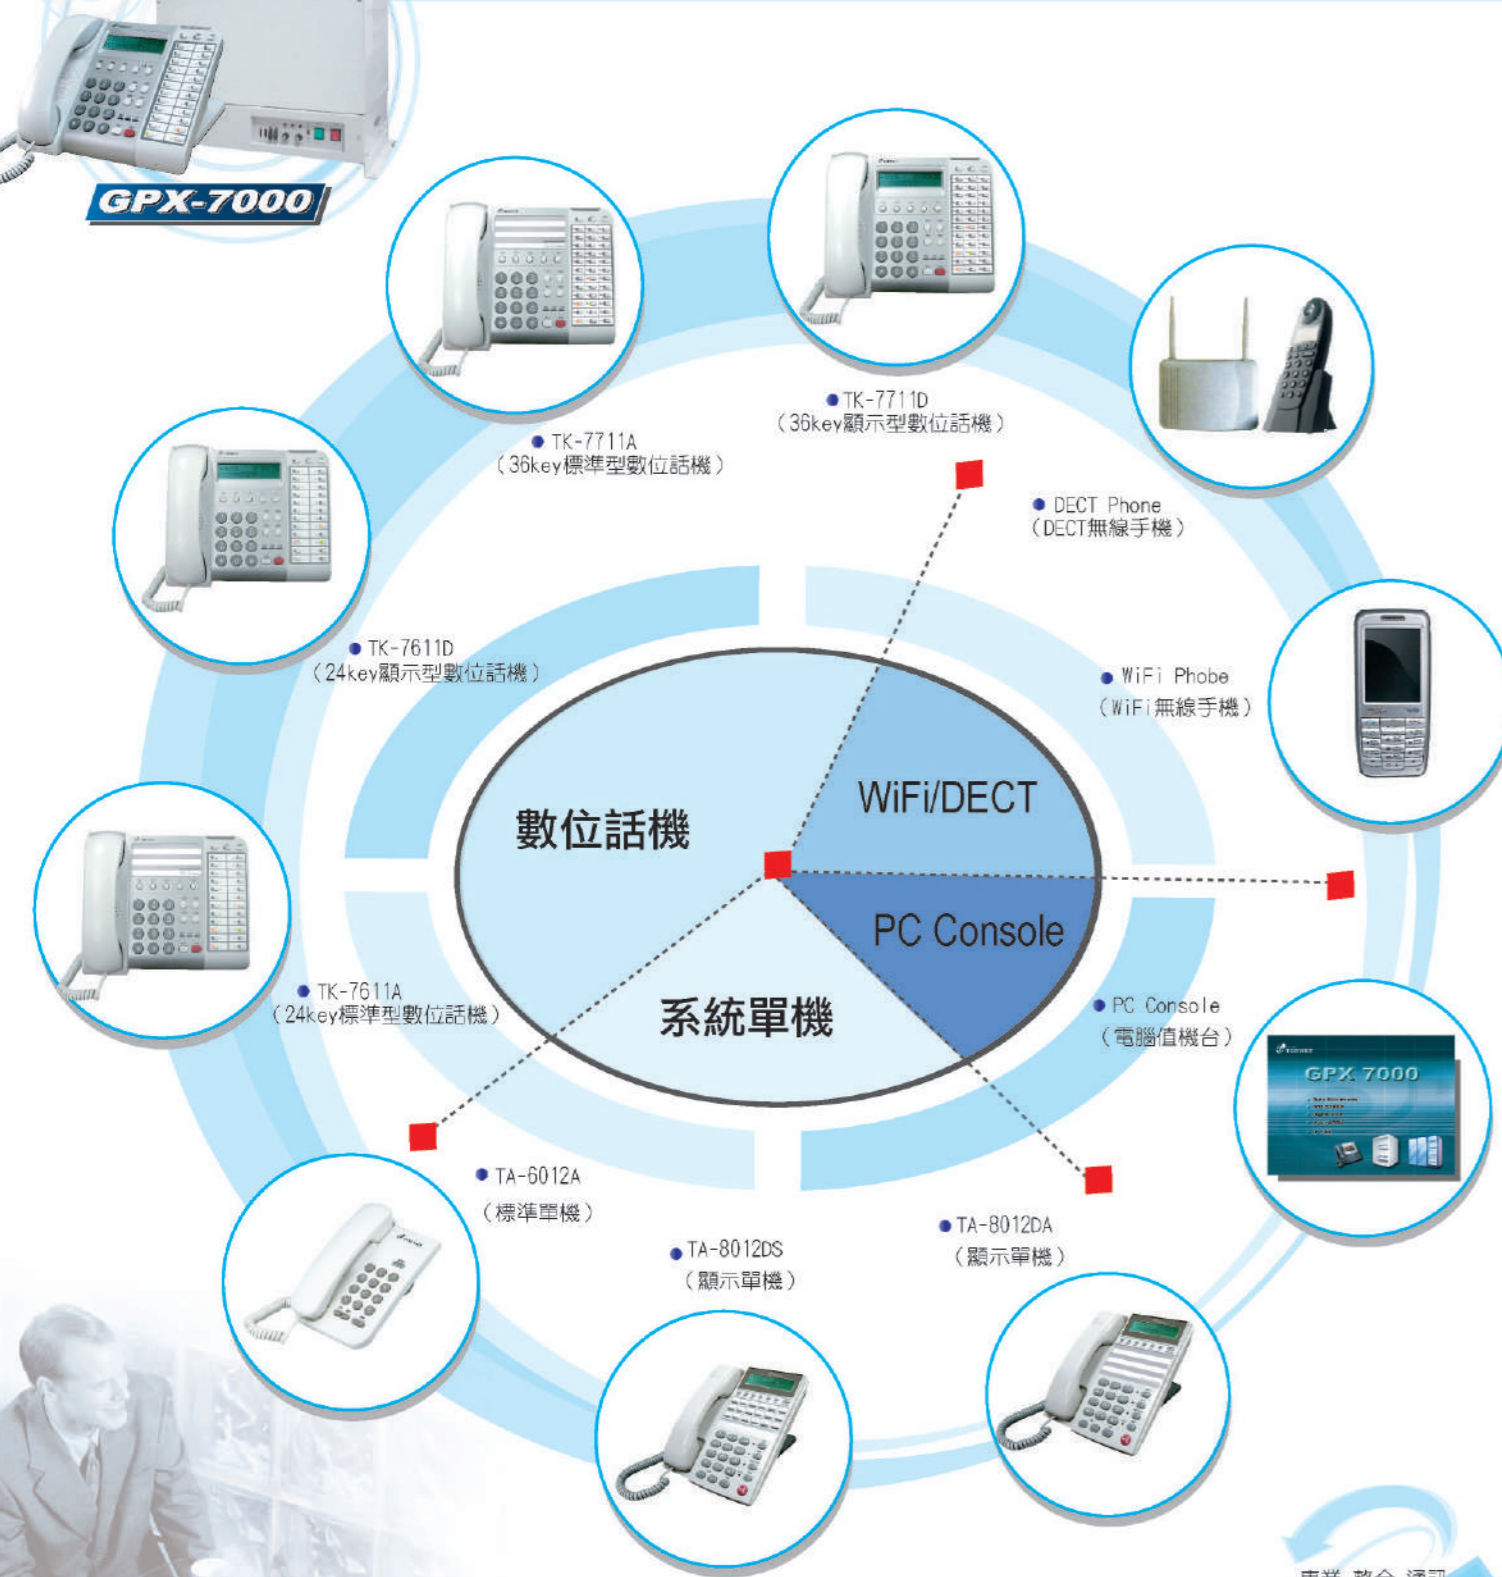 GPX-7000
TK-7711D
(36key顯示型數位話機)
TK-7711A
(36key標準型數位話機)
DECT Phone
(DECT無線手機)
TK-7611D
(24key顯示型數位話機)
WiFi Phobe
(WiFi無線手機)
WiFi/DECT
數位話機
PC Console
TK-7611A
(24key標準型數位話機)
系統單機
PC Console
(電腦值機台)
GPX 7000
TA-6012A
(標準單機)
TA-8012DS
(顯示單機)
TA-8012DA
(顯示單機)